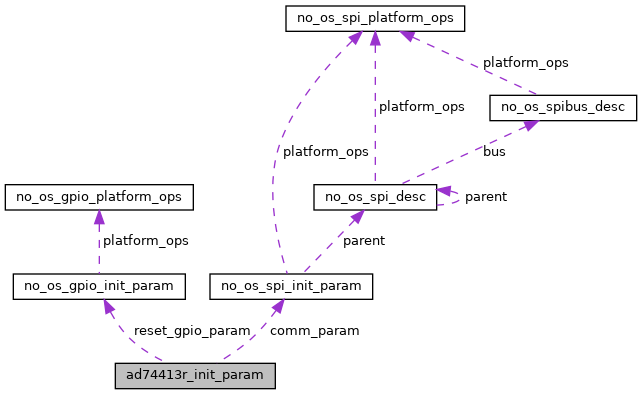 no_os_spi_platform_ops
platform_ops
no_os_spibus_desc
platform_ops
platform_ops
bus
no_os_gpio_platform_ops
no_os_spi_desc
parent
platform_ops
parent
no_os_gpio_init_param
no_os_spi_init_param
reset_gpio_param
comm_param
ad74413r_init_param